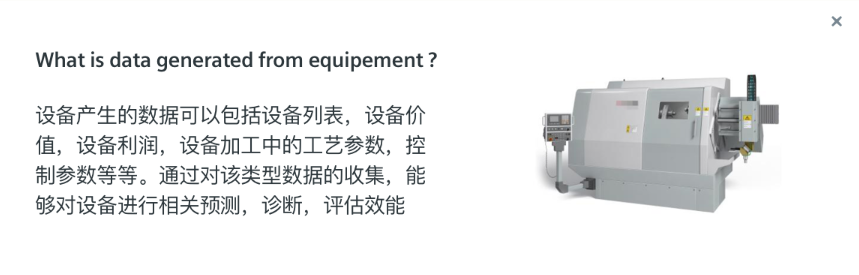 What is data generated from equipement ?
设备产生的数据可以包括设备列表，设备价
值，设备利润，设备加工中的工艺参数，控
制参数等等。通过对该类型数据的收集，能
够对设备进行相关预测，诊断，评估效能